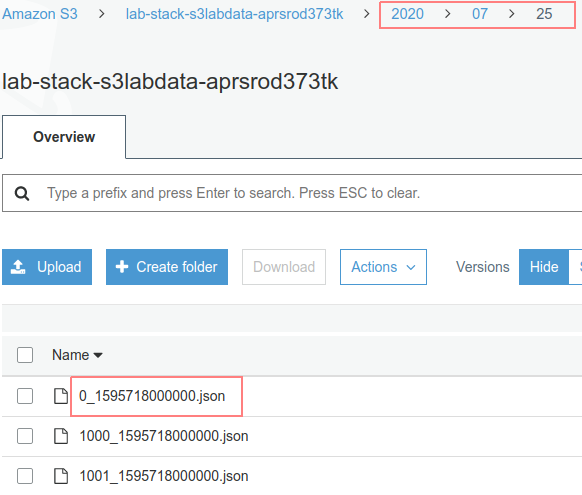 Amazon S3 > lab-stack-s3labdata-aprsrod373tk > 2020 > 07 > 25
lab-stack-s3labdata-aprsrod373tk
Overview
Type a prefix and press Enter to search. Press ESC to clear.
Upload + Create folder Download Actions Versions Hide
Name
0_1595718000000.json
1000_1595718000000.json
1001_1595718000000.json